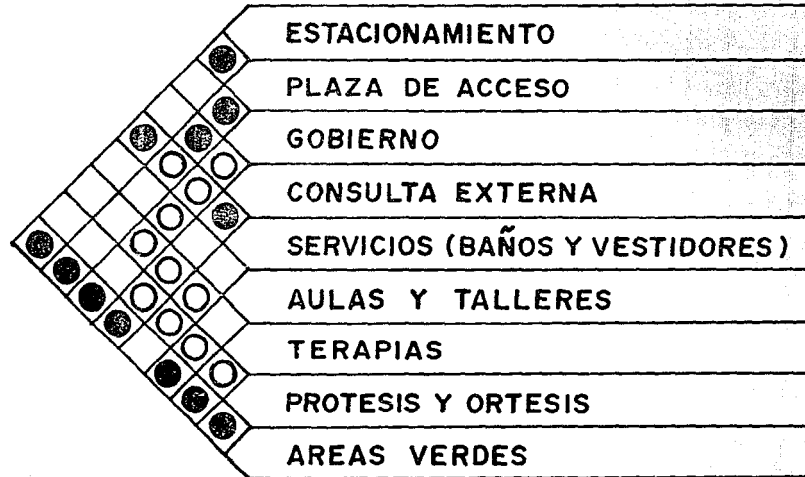 ESTACIONAMIENTO
PLAZA DE ACCESO
GOBIERNO
CONSULTA EXTERNA
SERVICIOS (BAÑOS Y VESTIDORES)
AULAS Y TALLERES
TERAPIAS
PROTESIS Y ORTESIS
AREAS VERDES